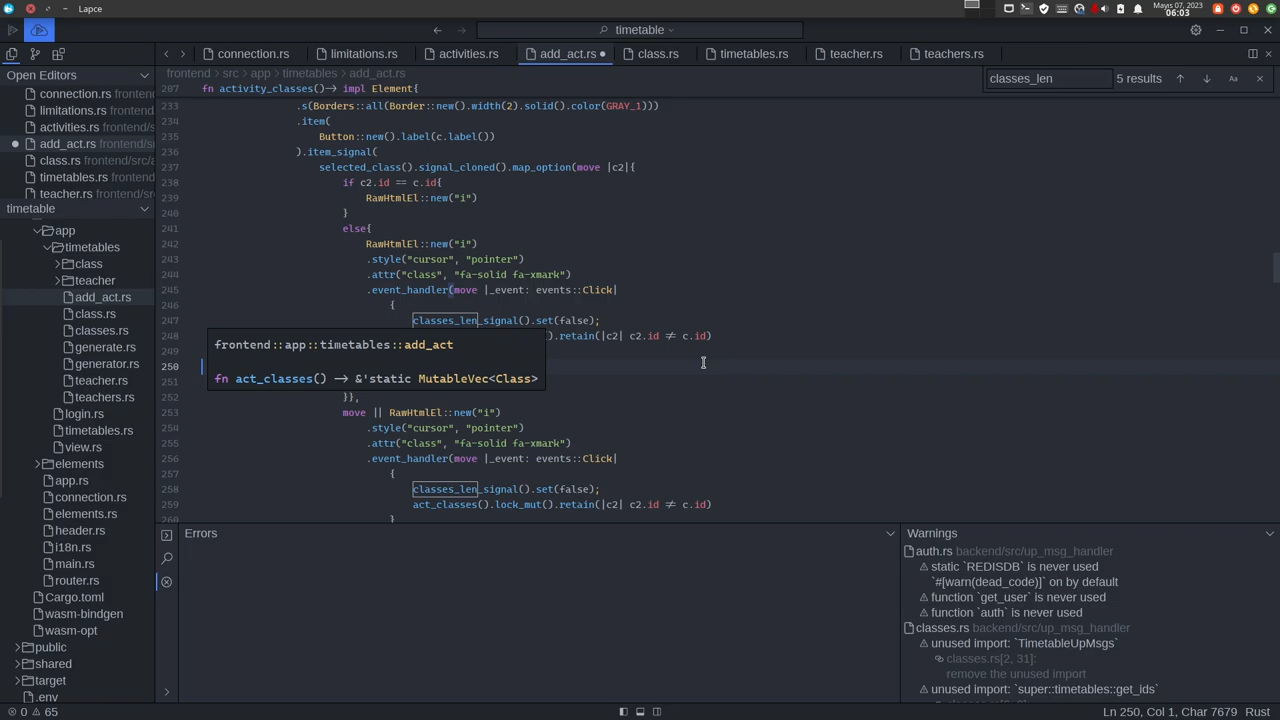 Lapce
Mayıs 07, 2023
06:03
timetable
Open Editors
connection.rs frontend
limitations.rs frontend
activities.rs frontend/s
add_act.rs frontend/s
class.rs frontend/src/a
timetables.rs frontend
teacher.rs frontend/s
timetable
app
timetables
class
teacher
add_act.rs
class.rs
classes.rs
generate.rs
generator.rs
teacher.rs
teachers.rs
login.rs
timetables.rs
view.rs
elements
app.rs
connection.rs
elements.rs
header.rs
i18n.rs
main.rs
router.rs
Cargo.toml
wasm-bindgen
wasm-opt
public
shared
target
.env
connection.rs
limitations.rs
activities.rs
add_act.rs
class.rs
timetables.rs
teacher.rs
teachers.rs
frontend > src > app > timetables > add_act.rs
classes_len
5 results
Aa
207 fn activity_classes()-> impl Element{
233 .s(Borders::all(Border::new().width(2).solid().color(GRAY_1)))
234 .item(
235 Button::new().label(c.label())
236 ).item_signal(
237 selected_class().signal_cloned().map_option(move |c2|{
238 if c2.id == c.id{
239 RawHtmlEl::new("i")
240 }
241 else{
242 RawHtmlEl::new("i")
243 .style("cursor", "pointer")
244 .attr("class", "fa-solid fa-xmark")
245 .event_handler(move |_event: events::Click|
246 {
247 classes_len_signal().set(false);
248 ().retain(|c2| c2.id ≠ c.id)
249
250
251
252 }},
253 move || RawHtmlEl::new("i")
254 .style("cursor", "pointer")
255 .attr("class", "fa-solid fa-xmark")
256 .event_handler(move |_event: events::Click|
257 {
258 classes_len_signal().set(false);
259 act_classes().lock_mut().retain(|c2| c2.id ≠ c.id)
260 }
frontend::app::timetables::add_act
fn act_classes() -> &'static MutableVec<Class>
Errors
Warnings
auth.rs backend/src/up_msg_handler
static `REDISDB` is never used
`#[warn(dead_code)]` on by default
function `get_user` is never used
function `auth` is never used
classes.rs backend/src/up_msg_handler
unused import: `TimetableUpMsgs`
classes.rs[2, 31]:
remove the unused import
unused import: `super::timetables::get_ids`
0 65
Ln 250, Col 1, Char 7679 Rust